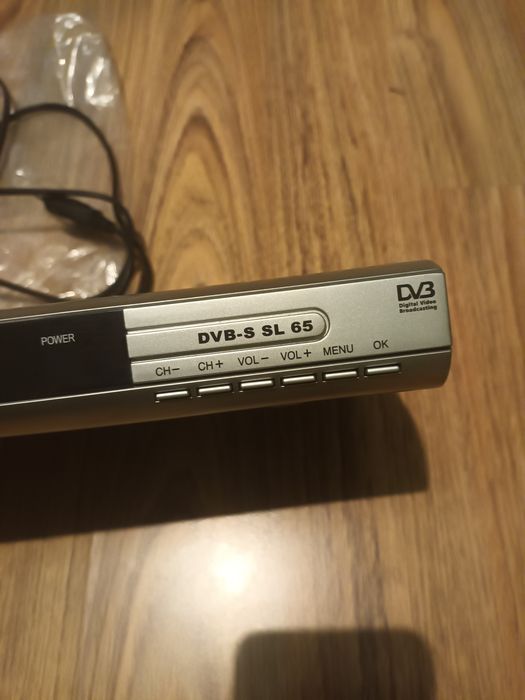 DVB
Digital Video
Broadcasting
DVB-S SL 65
POWER
CH− CH+ VOL− VOL+ MENU OK